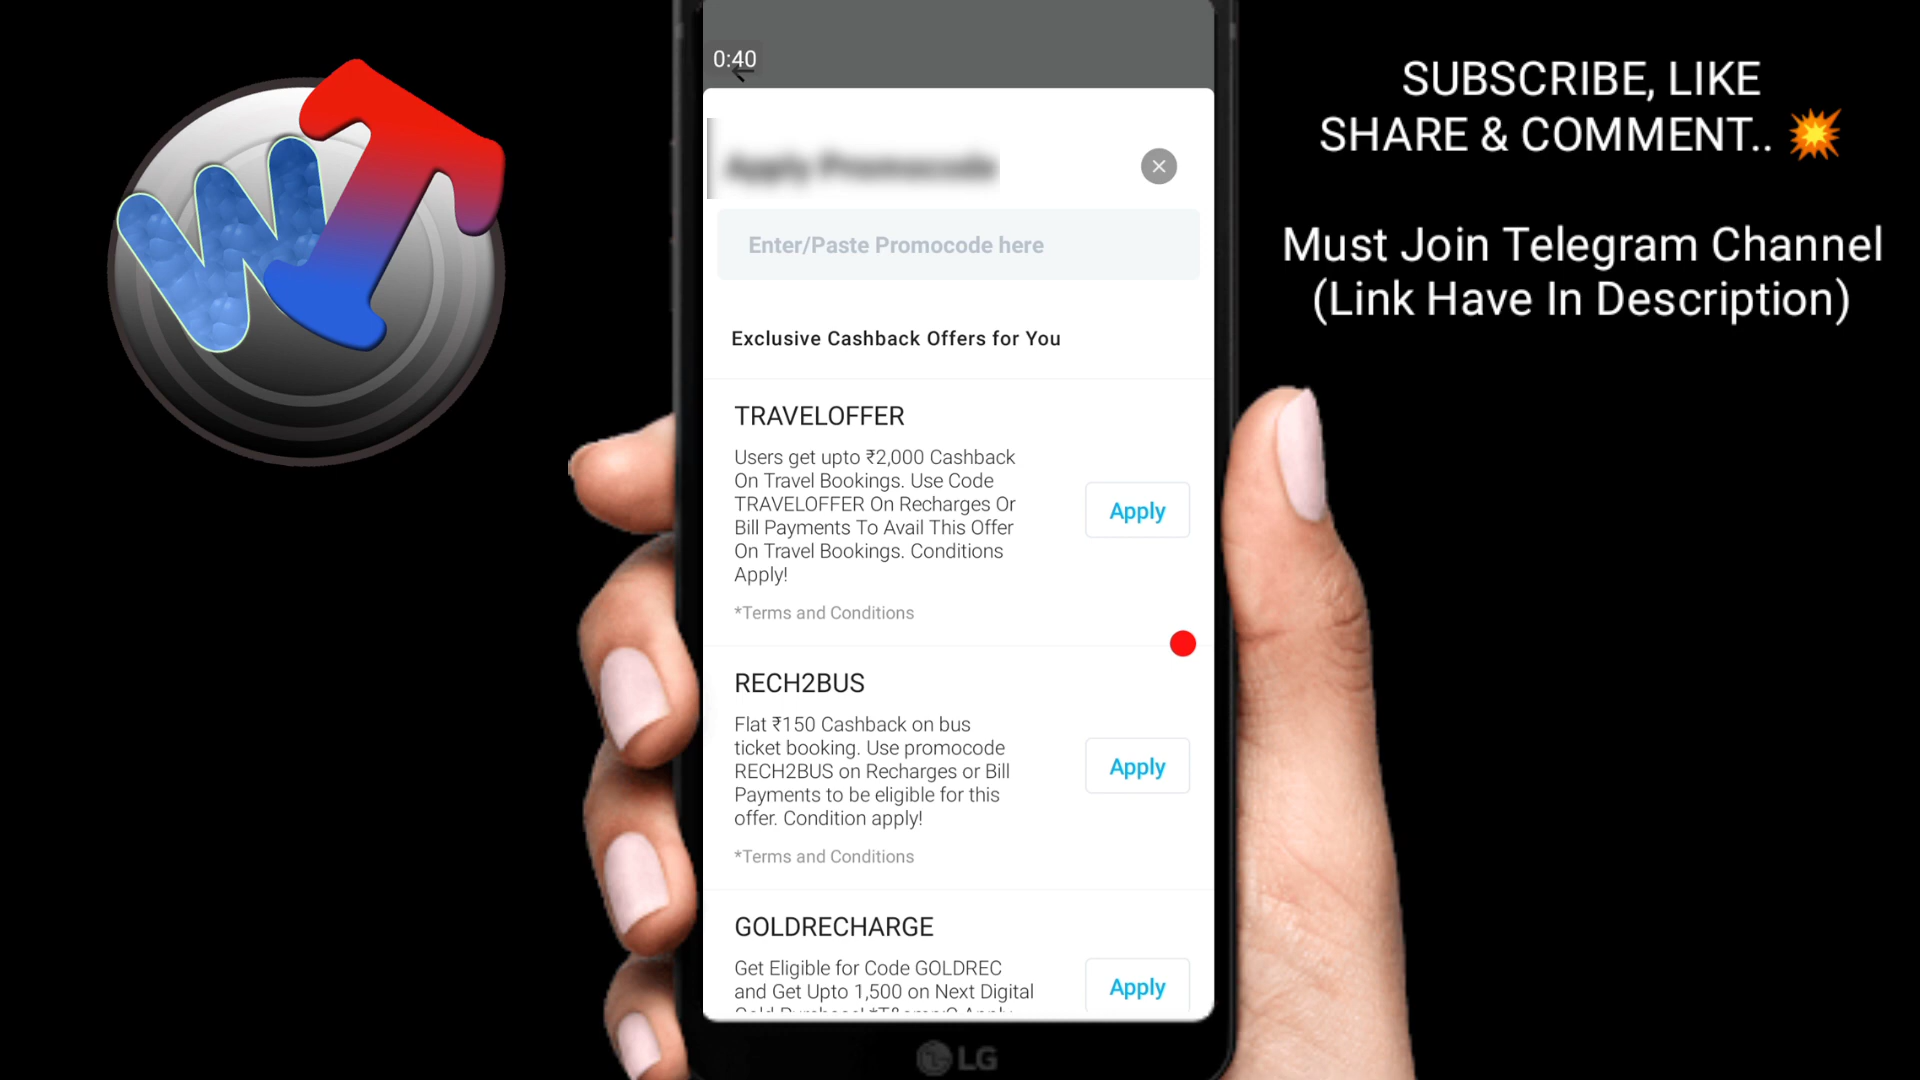 0:40
Apply Promocode
Enter/Paste Promocode here
Exclusive Cashback Offers for You
TRAVELOFFER
Users get upto ₹2,000 Cashback
On Travel Bookings. Use Code
TRAVELOFFER On Recharges Or
Bill Payments To Avail This Offer
On Travel Bookings. Conditions
Apply!
Apply
*Terms and Conditions
RECH2BUS
Flat ₹150 Cashback on bus
ticket booking. Use promocode
RECH2BUS on Recharges or Bill
Payments to be eligible for this
offer. Condition apply!
Apply
*Terms and Conditions
GOLDRECHARGE
Get Eligible for Code GOLDREC
and Get Upto 1,500 on Next Digital
Apply
LG
WT
SUBSCRIBE, LIKE
SHARE & COMMENT..
Must Join Telegram Channel
(Link Have In Description)